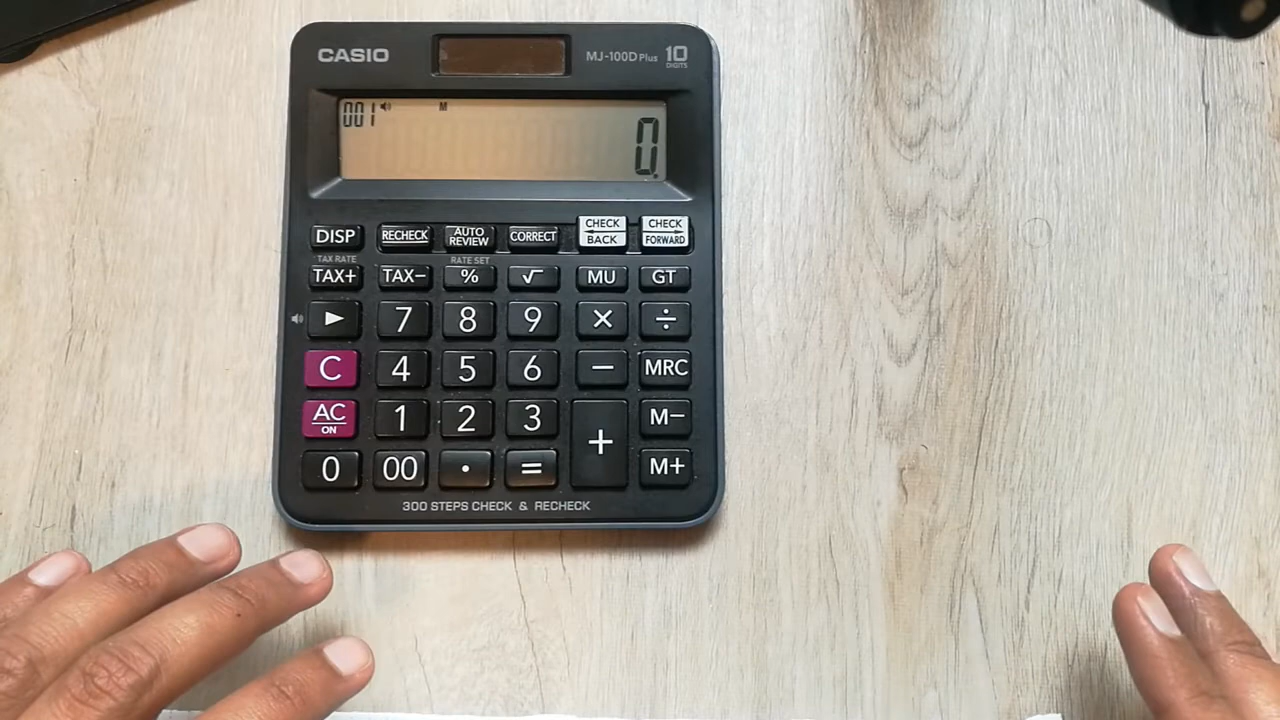 CASIO MJ-100D Plus 10 DIGITS
001 M
0.
DISP RECHECK AUTO REVIEW CORRECT CHECK BACK CHECK FORWARD
TAX RATE RATE SET
TAX+ TAX− % √ MU GT
7 8 9 × ÷
C 4 5 6 − MRC
AC ON 1 2 3 + M−
0 00 · = M+
300 STEPS CHECK & RECHECK